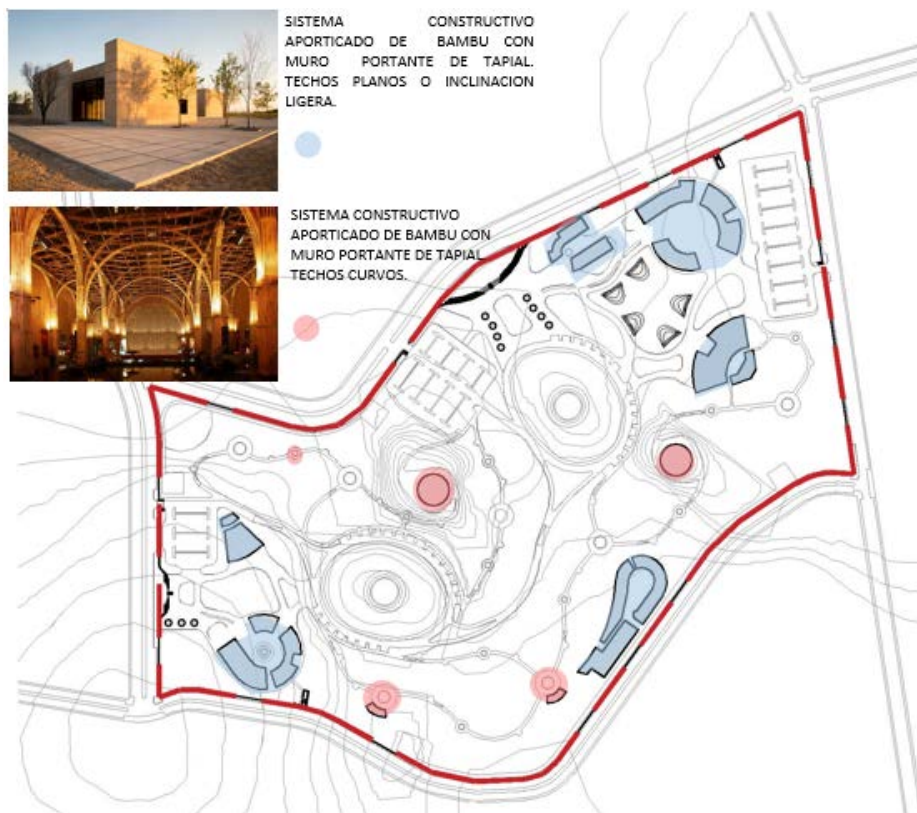 SISTEMA CONSTRUCTIVO
APORTICADO DE BAMBU CON
MURO PORTANTE DE TAPIAL.
TECHOS PLANOS O INCLINACION
LIGERA.
SISTEMA CONSTRUCTIVO
APORTICADO DE BAMBU CON
MURO PORTANTE DE TAPIAL
TECHOS CURVOS.